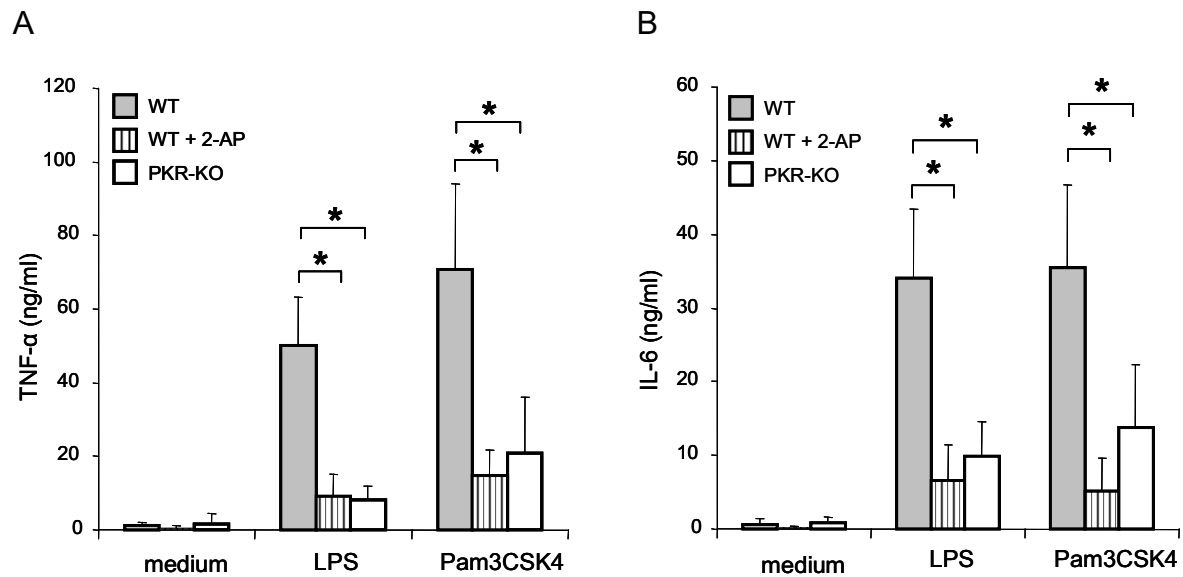 A
TNF-α (ng/ml)
120
100
80
60
40
20
0
WT
WT + 2-AP
PKR-KO
*
*
*
*
medium
LPS
Pam3CSK4
B
IL-6 (ng/ml)
60
50
40
30
20
10
0
WT
WT + 2-AP
PKR-KO
*
*
*
*
medium
LPS
Pam3CSK4